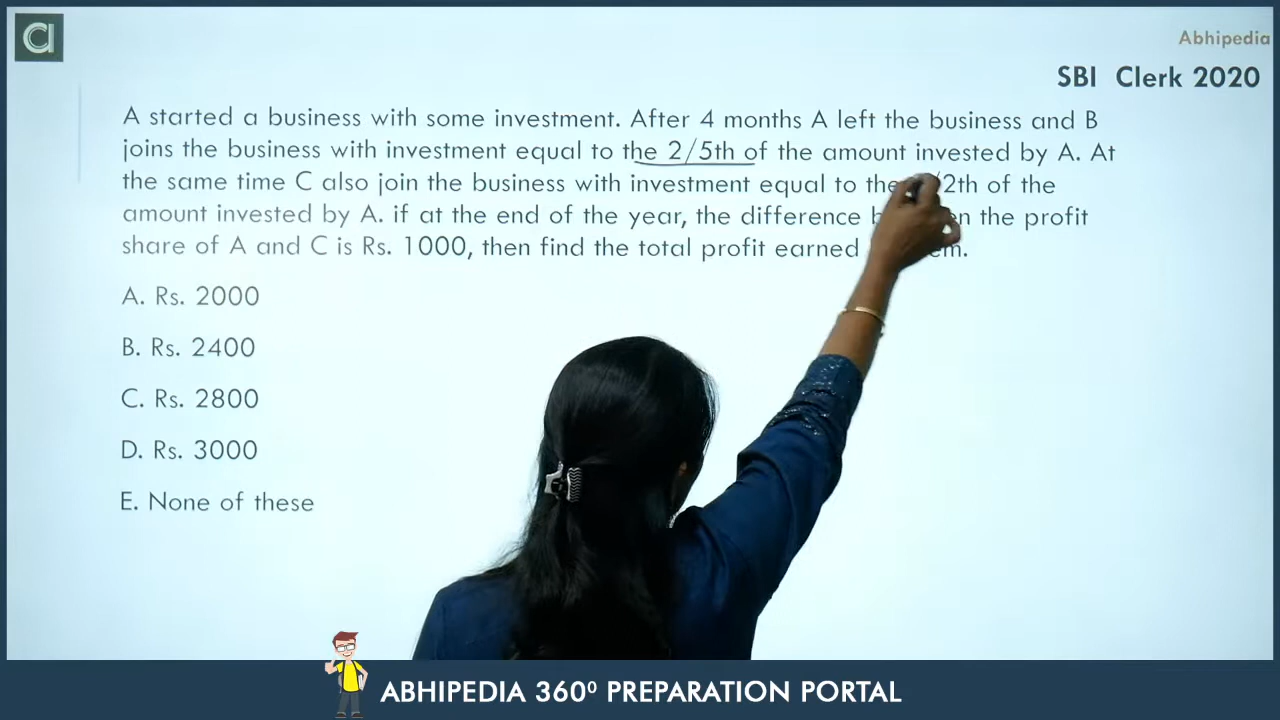 CA
Abhipedia
SBI Clerk 2020
A started a business with some investment. After 4 months A left the business and B
joins the business with investment equal to the 2/5th of the amount invested by A. At
the same time C also join the business with investment equal to the /2th of the
amount invested by A. if at the end of the year, the difference the profit
share of A and C is Rs. 1000, then find the total profit earned
A. Rs. 2000
B. Rs. 2400
C. Rs. 2800
D. Rs. 3000
E. None of these
ABHIPEDIA 360⁰ PREPARATION PORTAL